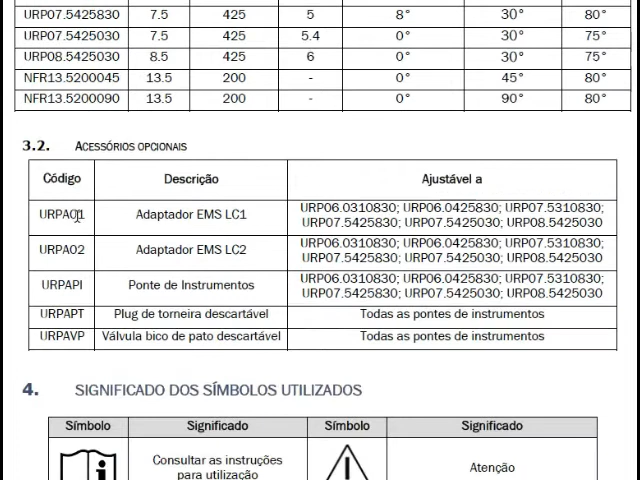 URP07.5425830 7.5 425 5 8° 30° 80°
URP07.5425030 7.5 425 5.4 0° 30° 75°
URP08.5425030 8.5 425 6 0° 30° 75°
NFR13.5200045 13.5 200 - 0° 45° 80°
NFR13.5200090 13.5 200 - 0° 90° 80°
3.2. ACESSÓRIOS OPCIONAIS
Código Descrição Ajustável a
URPA01 Adaptador EMS LC1 URP06.0310830; URP06.0425830; URP07.5310830;
URP07.5425830; URP07.5425030; URP08.5425030
URPA02 Adaptador EMS LC2 URP06.0310830; URP06.0425830; URP07.5310830;
URP07.5425830; URP07.5425030; URP08.5425030
URPAPI Ponte de Instrumentos URP06.0310830; URP06.0425830; URP07.5310830;
URP07.5425830; URP07.5425030; URP08.5425030
URPAPT Plug de torneira descartável Todas as pontes de instrumentos
URPAVP Válvula bico de pato descartável Todas as pontes de instrumentos
4. SIGNIFICADO DOS SÍMBOLOS UTILIZADOS
Símbolo Significado Símbolo Significado
Consultar as instruções
para utilização
Atenção